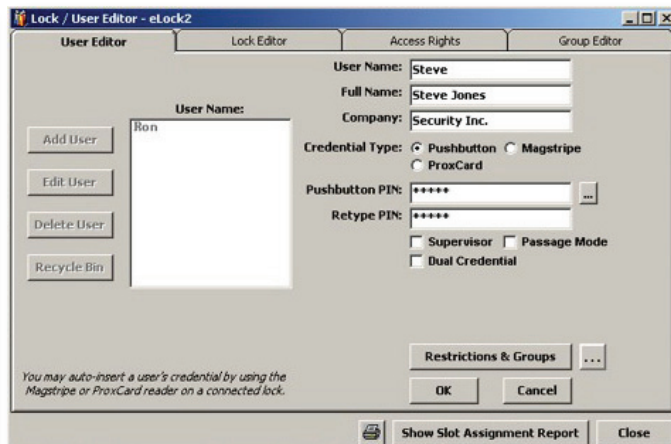 Lock / User Editor - eLock2
User Editor
Lock Editor
Access Rights
Group Editor
User Name: Steve
Full Name: Steve Jones
Company: Security Inc.
User Name:
Ron
Add User
Edit User
Delete User
Recycle Bin
Credential Type: Pushbutton Magstripe
ProxCard
Pushbutton PIN: ***** ...
Retype PIN: *****
Supervisor Passage Mode
Dual Credential
You may auto-insert a user's credential by using the
Magstripe or ProxCard reader on a connected lock.
Restrictions & Groups ...
OK Cancel
Show Slot Assignment Report Close